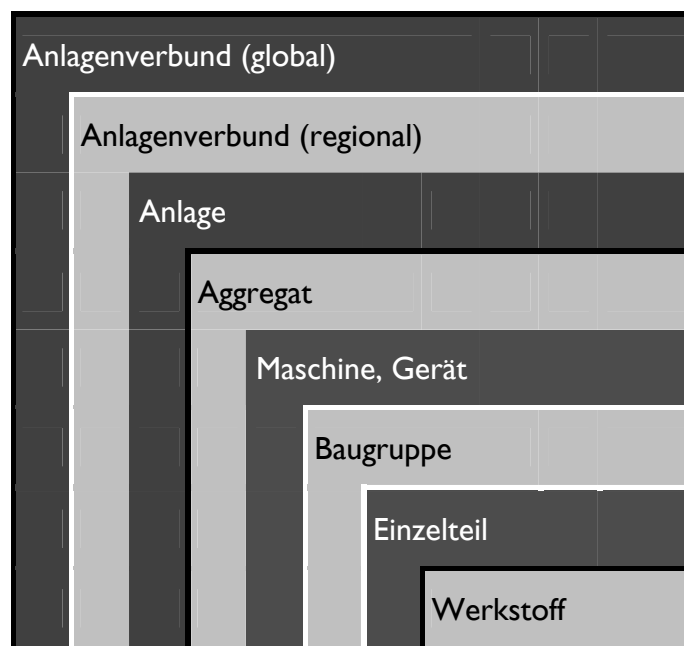 Anlagenverbund (global)
Anlagenverbund (regional)
Anlage
Aggregat
Maschine, Gerät
Baugruppe
Einzelteil
Werkstoff